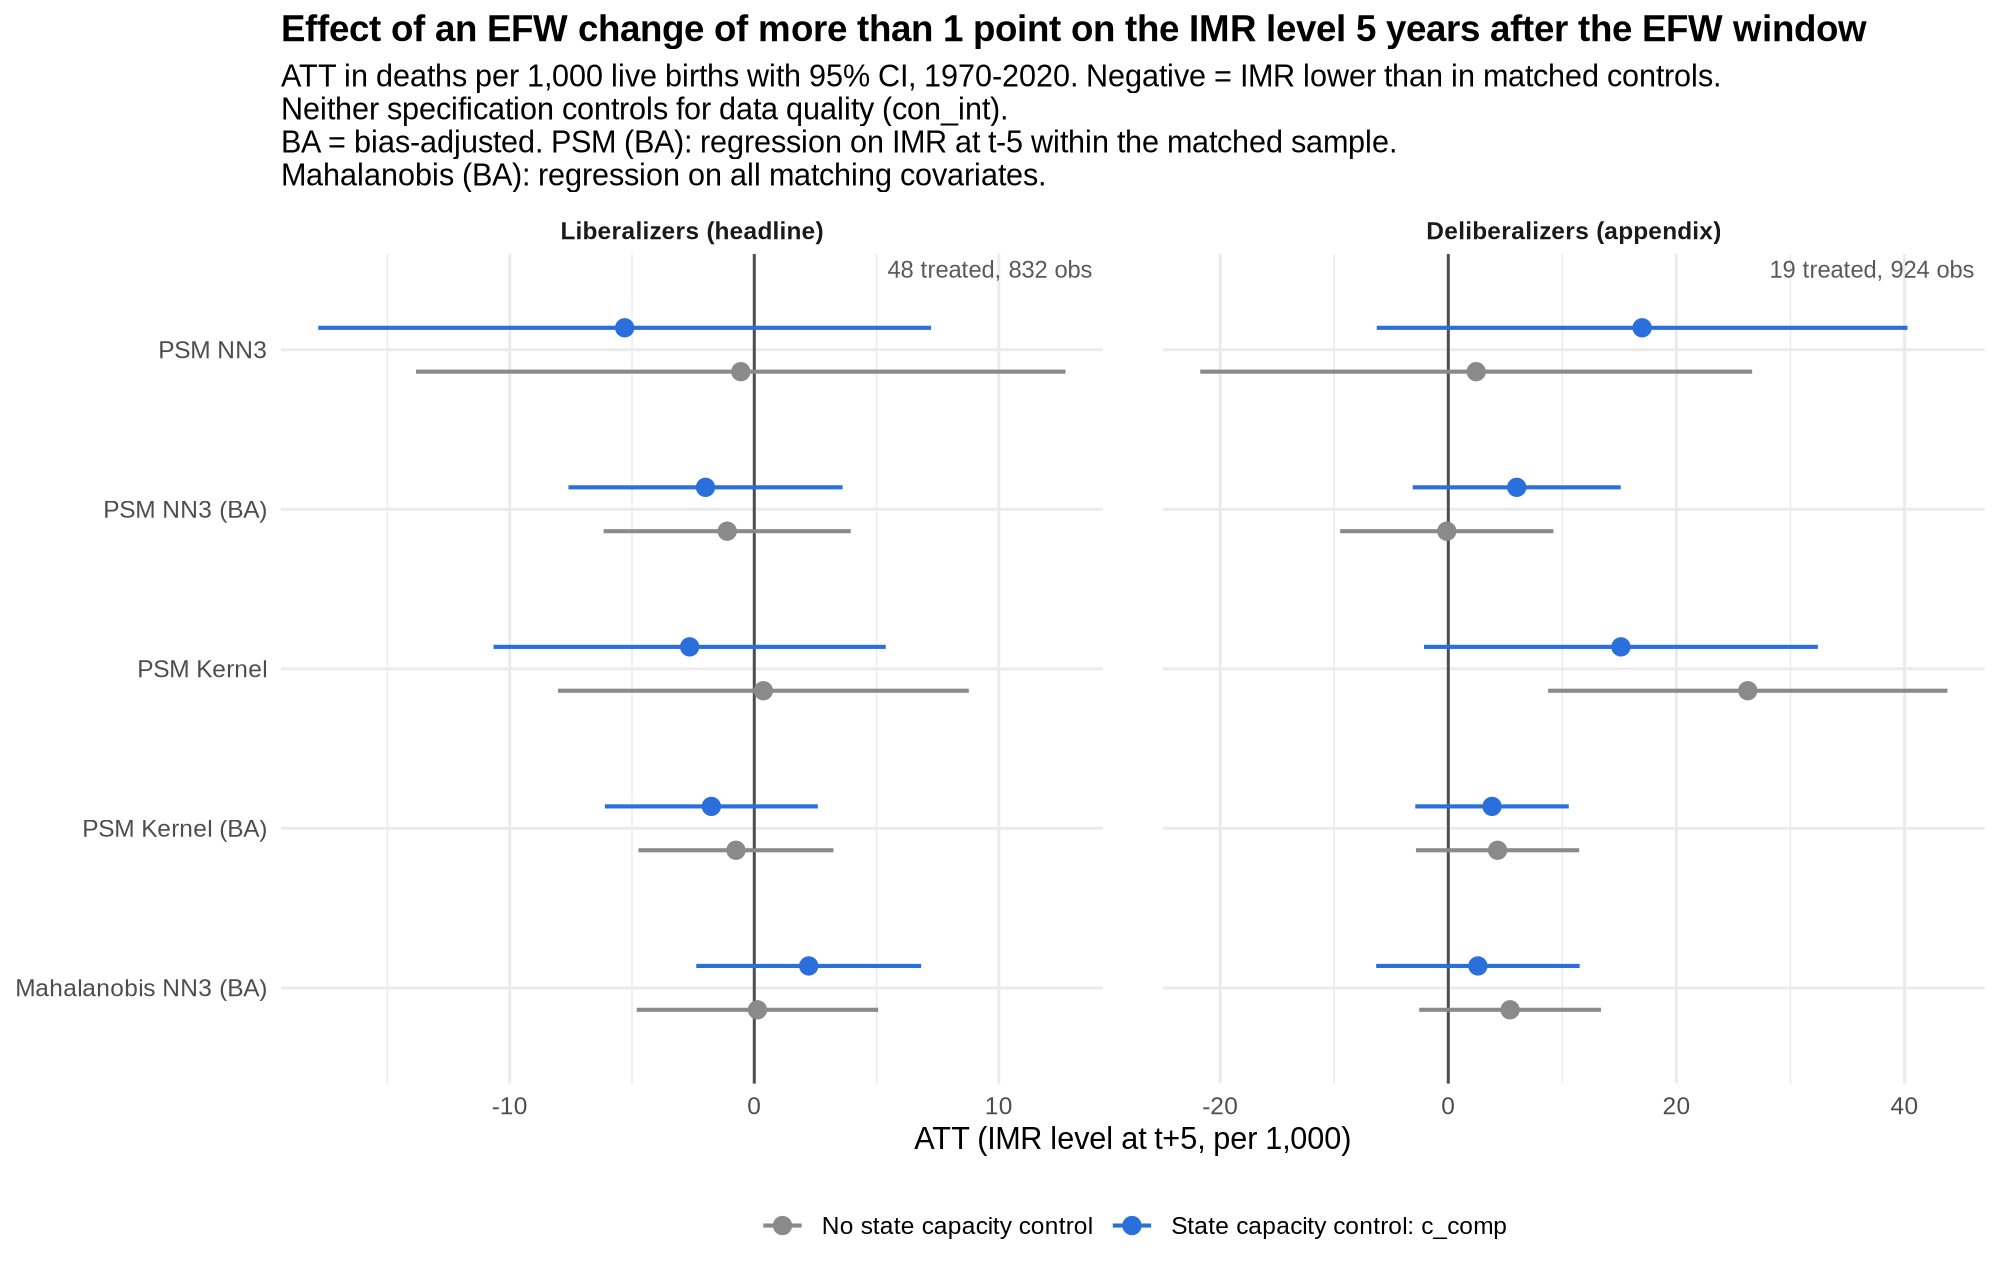 Effect of an EFW change of more than 1 point on the IMR level 5 years after the EFW window
ATT in deaths per 1,000 live births with 95% CI, 1970-2020. Negative = IMR lower than in matched controls.
Neither specification controls for data quality (con_int).
BA = bias-adjusted. PSM (BA): regression on IMR at t-5 within the matched sample.
Mahalanobis (BA): regression on all matching covariates.
Liberalizers (headline)
Deliberalizers (appendix)
48 treated, 832 obs
19 treated, 924 obs
PSM NN3
PSM NN3 (BA)
PSM Kernel
PSM Kernel (BA)
Mahalanobis NN3 (BA)
-10 0 10
-20 0 20 40
ATT (IMR level at t+5, per 1,000)
No state capacity control
State capacity control: c_comp